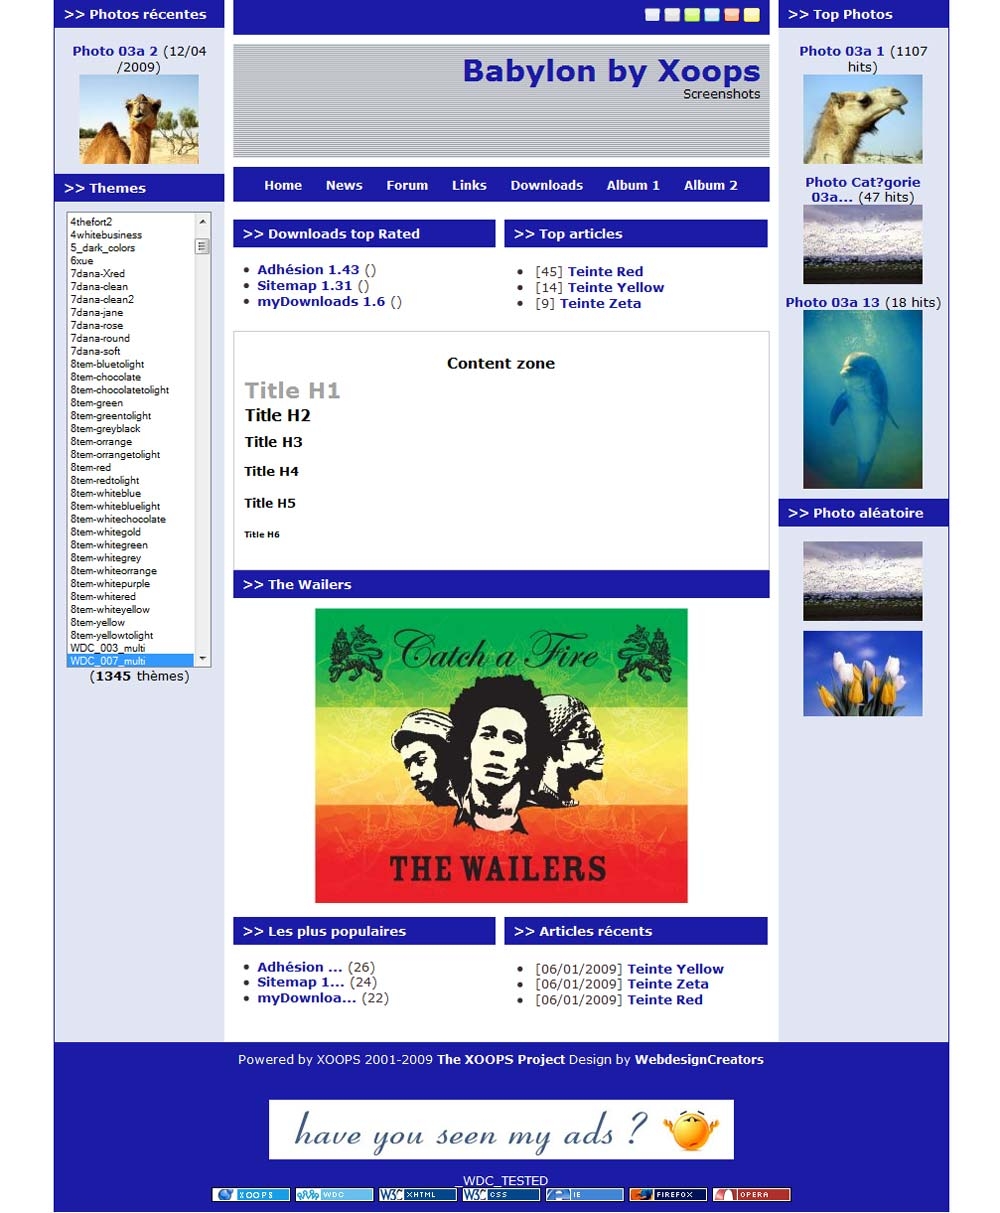 >> Photos récentes
Photo 03a 2 (12/04
/2009)
>> Themes
4thefort2
4whitebusiness
5_dark_colors
6xue
7dana-Xred
7dana-clean
7dana-clean2
7dana-jane
7dana-rose
7dana-round
7dana-soft
8tem-bluetolight
8tem-chocolate
8tem-chocolatetolight
8tem-green
8tem-greentolight
8tem-greyblack
8tem-orrange
8tem-orrangetolight
8tem-red
8tem-redtolight
8tem-whiteblue
8tem-whitebluelight
8tem-whitechocolate
8tem-whitegold
8tem-whitegreen
8tem-whitegrey
8tem-whiteorrange
8tem-whitepurple
8tem-whitered
8tem-whiteyellow
8tem-yellow
8tem-yellowtolight
WDC_003_multi
WDC_007_multi
(1345 thèmes)
Babylon by Xoops
Screenshots
Home News Forum Links Downloads Album 1 Album 2
>> Downloads top Rated
Adhésion 1.43 ()
Sitemap 1.31 ()
myDownloads 1.6 ()
>> Top articles
[45] Teinte Red
[14] Teinte Yellow
[9] Teinte Zeta
Content zone
Title H1
Title H2
Title H3
Title H4
Title H5
Title H6
>> The Wailers
Catch a Fire
THE WAILERS
>> Les plus populaires
Adhésion ... (26)
Sitemap 1... (24)
myDownloa... (22)
>> Articles récents
[06/01/2009] Teinte Yellow
[06/01/2009] Teinte Zeta
[06/01/2009] Teinte Red
>> Top Photos
Photo 03a 1 (1107
hits)
Photo Cat?gorie
03a... (47 hits)
Photo 03a 13 (18 hits)
>> Photo aléatoire
Powered by XOOPS 2001-2009 The XOOPS Project Design by WebdesignCreators
have you seen my ads ?
_WDC_TESTED
XOOPS WDC W3C XHTML W3C CSS IE FIREFOX OPERA